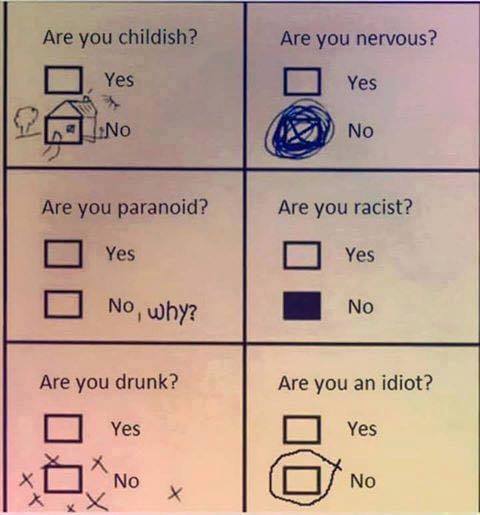 Are you childish?
Yes
No
Are you nervous?
Yes
No
Are you paranoid?
Yes
No, why?
Are you racist?
Yes
No
Are you drunk?
Yes
No
Are you an idiot?
Yes
No